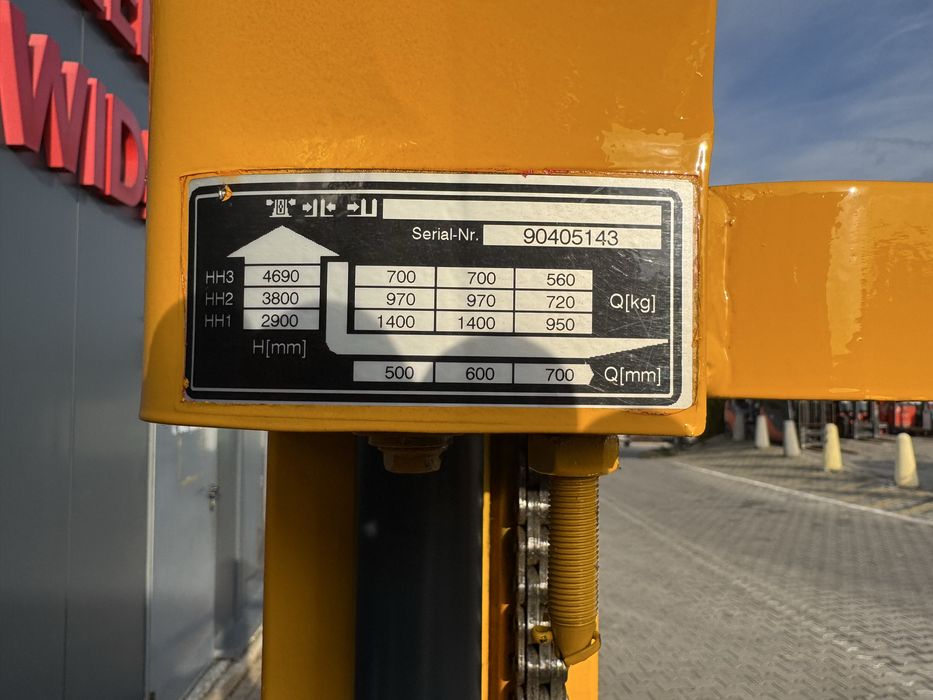 WID
Serial-Nr. 90405143
HH3 4690 700 700 560
HH2 3800 970 970 720 Q[kg]
HH1 2900 1400 1400 950
H[mm]
500 600 700 Q[mm]